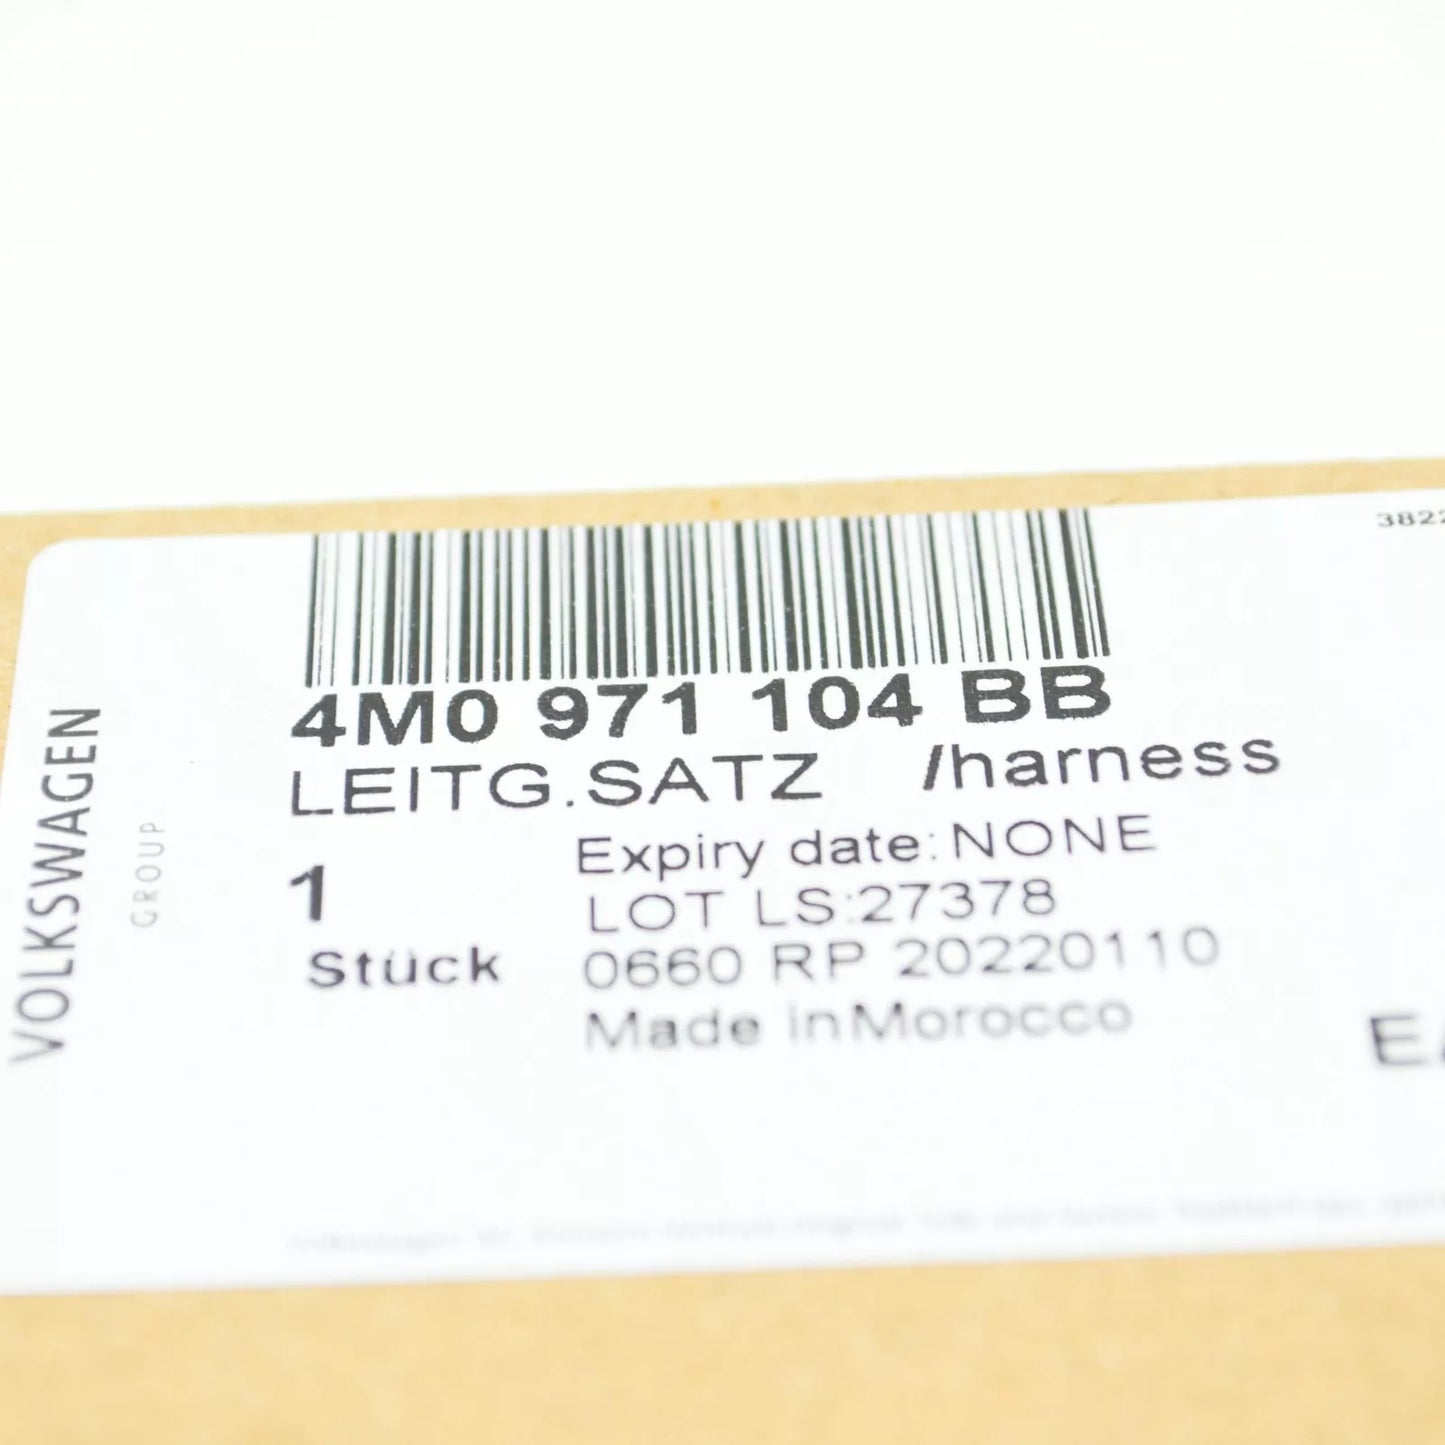 3822
4M0 971 104 BB
LEITG.SATZ /harness
1
Stück
Expiry date:NONE
LOT LS:27378
0660 RP 20220110
Made inMorocco
VOLKSWAGEN
GROUP